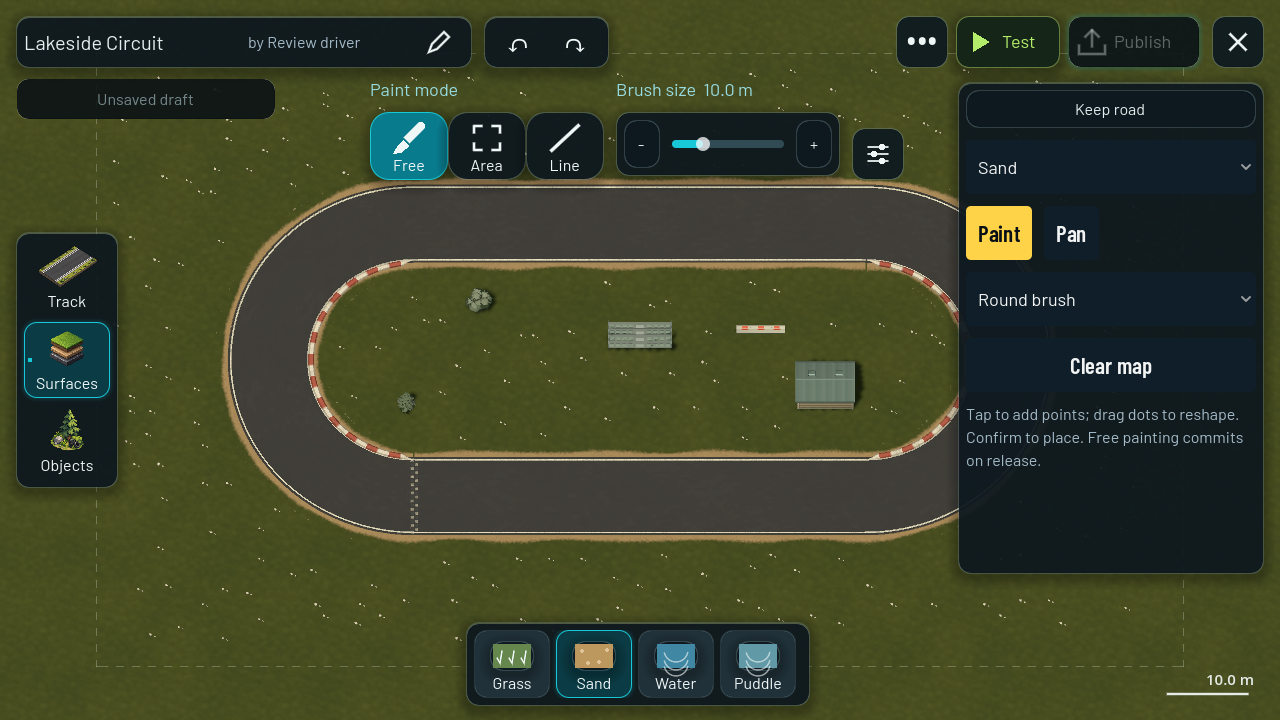 Lakeside Circuit
by Review driver
•••
Test
Publish
Unsaved draft
Paint mode
Brush size 10.0 m
Free
Area
Line
-
+
Keep road
Sand
Paint
Pan
Round brush
Clear map
Tap to add points; drag dots to reshape.
Confirm to place. Free painting commits
on release.
Track
Surfaces
Objects
Grass
Sand
Water
Puddle
10.0 m